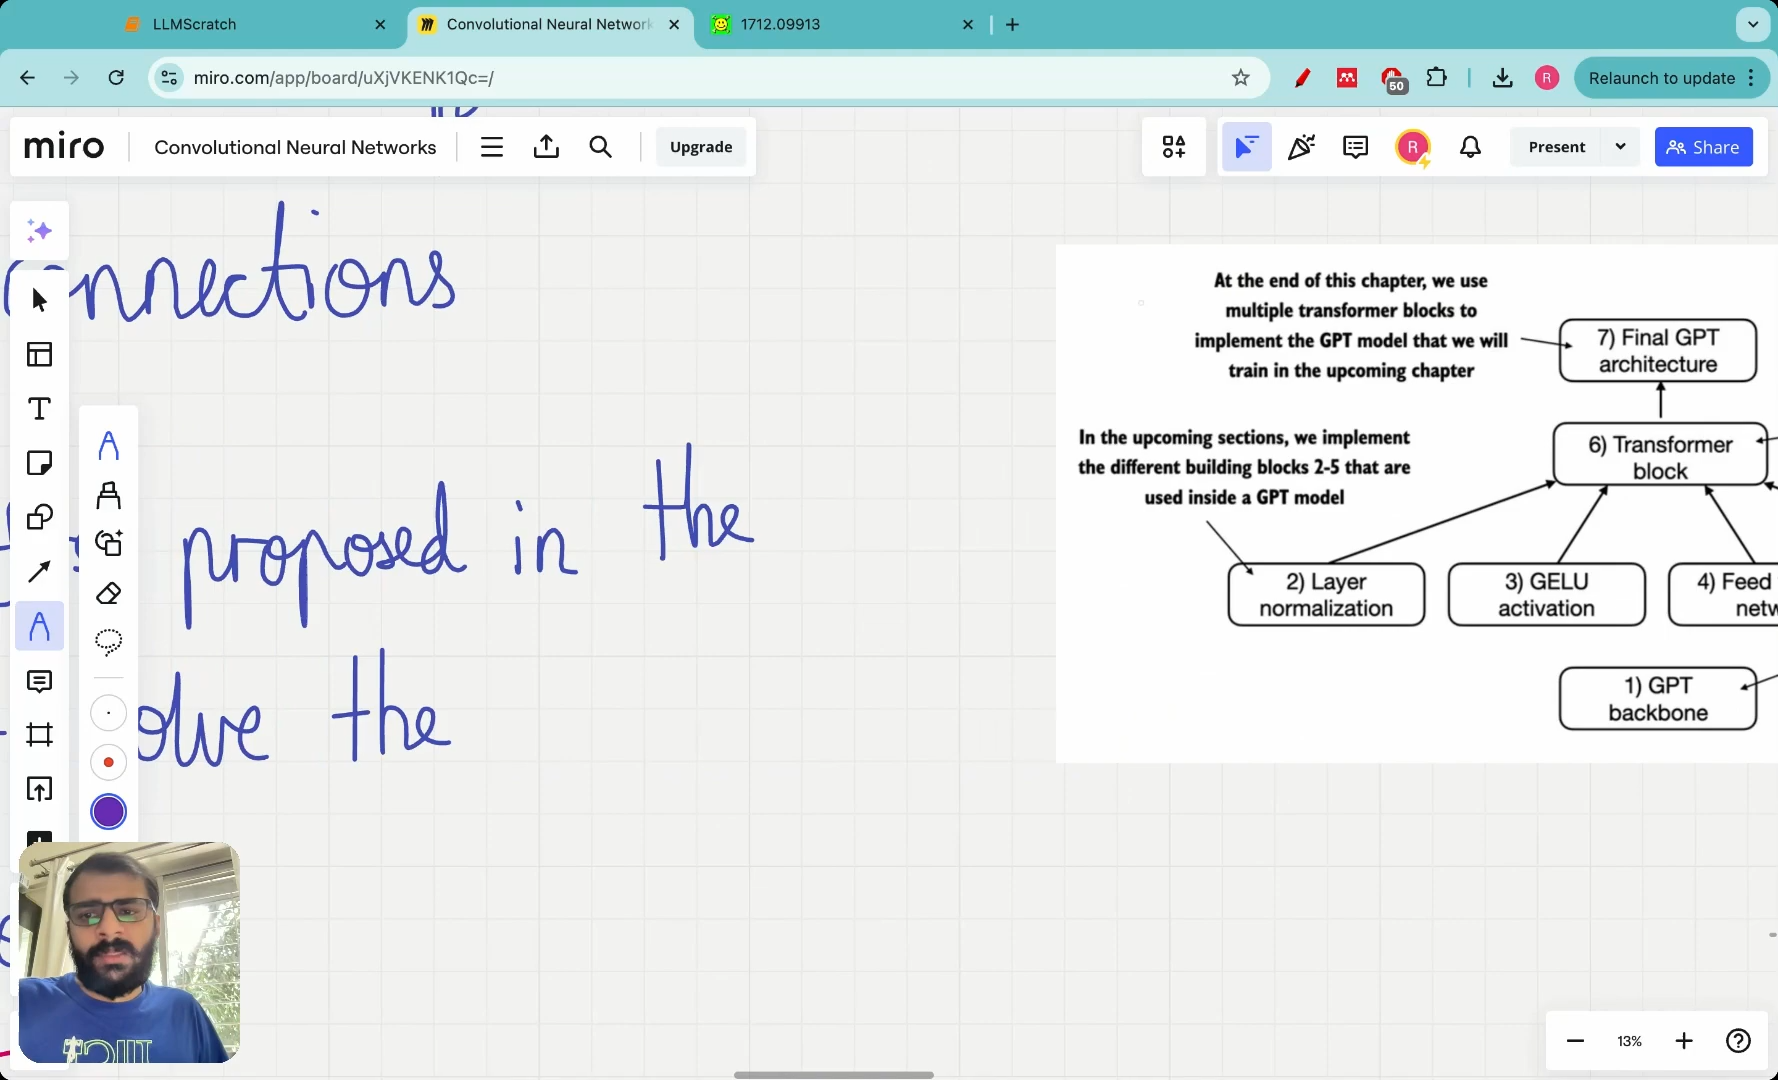 LLMScratch
Convolutional Neural Network
1712.09913
miro.com/app/board/uXjVKENK1Qc=/
50
R
Relaunch to update
miro
Convolutional Neural Networks
Upgrade
R
Present
Share
onnections
proposed in the
olve the
At the end of this chapter, we use
multiple transformer blocks to
implement the GPT model that we will
train in the upcoming chapter
7) Final GPT
architecture
In the upcoming sections, we implement
the different building blocks 2-5 that are
used inside a GPT model
6) Transformer
block
2) Layer
normalization
3) GELU
activation
4) Feed
netw
1) GPT
backbone
13%